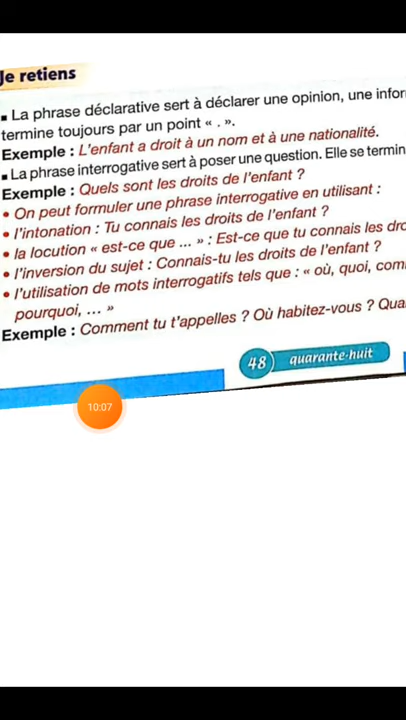 Je retiens
▪ La phrase déclarative sert à déclarer une opinion, une infor
termine toujours par un point « . ».
Exemple : L'enfant a droit à un nom et à une nationalité.
▪ La phrase interrogative sert à poser une question. Elle se termin
Exemple : Quels sont les droits de l'enfant ?
• On peut formuler une phrase interrogative en utilisant :
• l'intonation : Tu connais les droits de l'enfant ?
• la locution « est-ce que ... » : Est-ce que tu connais les dro
• l'inversion du sujet : Connais-tu les droits de l'enfant ?
• l'utilisation de mots interrogatifs tels que : « où, quoi, com
pourquoi, ... »
Exemple : Comment tu t'appelles ? Où habitez-vous ? Qua
48 quarante-huit
10:07